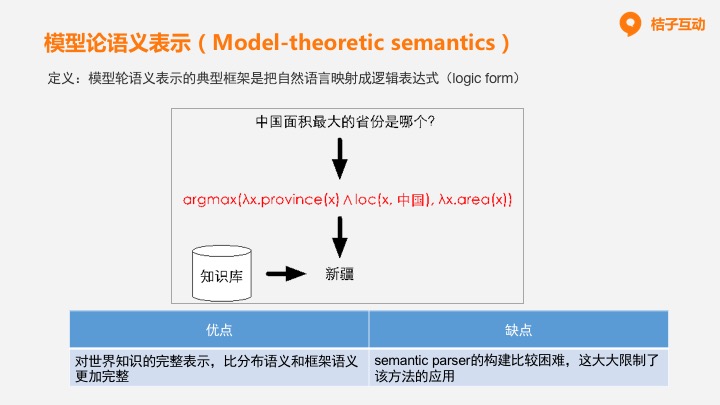 桔子互动
模型论语义表示（Model-theoretic semantics）
定义：模型轮语义表示的典型框架是把自然语言映射成逻辑表达式（logic form）
中国面积最大的省份是哪个?
argmax(λx.province(x)∧loc(x, 中国), λx.area(x))
知识库
新疆
优点
缺点
对世界知识的完整表示，比分布语义和框架语义
更加完整
semantic parser的构建比较困难，这大大限制了
该方法的应用